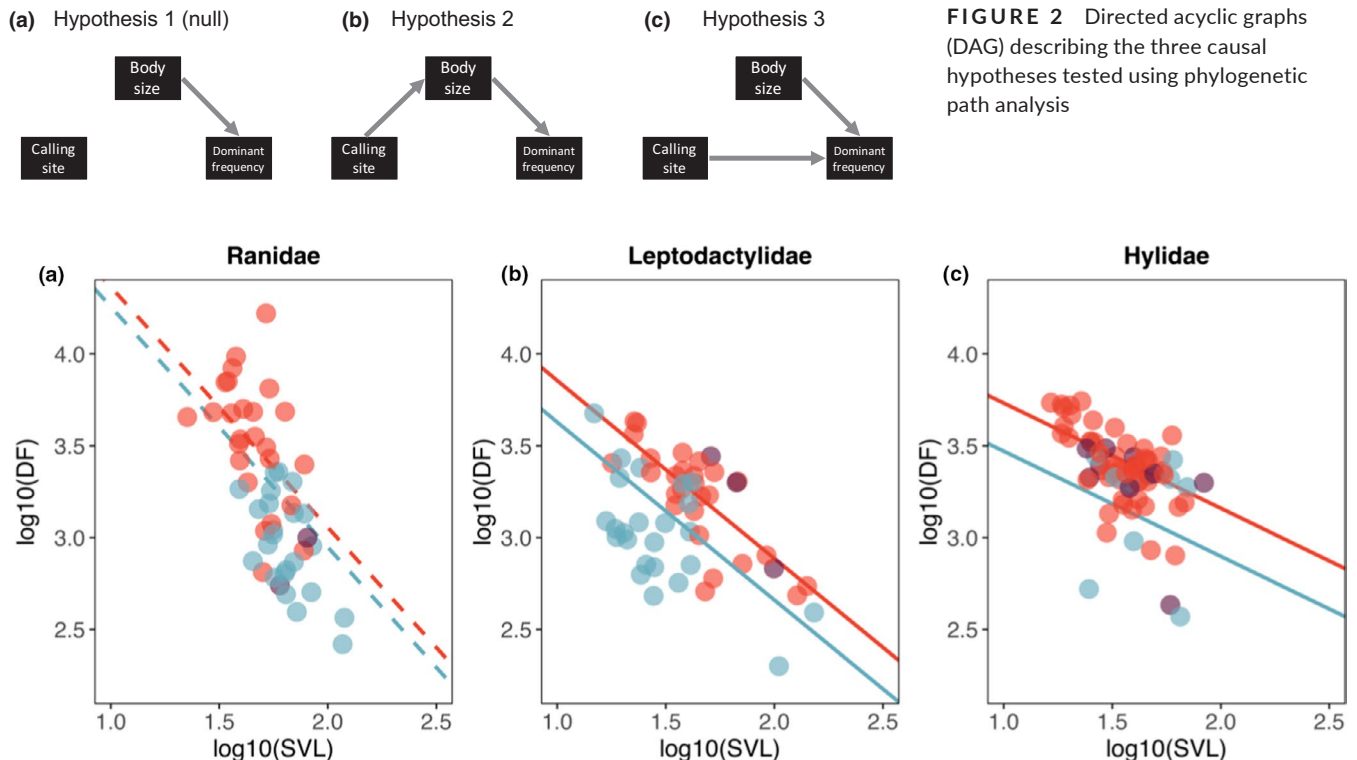 (a) Hypothesis 1 (null)
Body
size
Calling
site
Dominant
frequency
(b) Hypothesis 2
Body
size
Calling
site
Dominant
frequency
(c) Hypothesis 3
Body
size
Calling
site
Dominant
frequency
FIGURE 2 Directed acyclic graphs
(DAG) describing the three causal
hypotheses tested using phylogenetic
path analysis
(a) Ranidae
log10(DF)
4.0
3.5
3.0
2.5
1.0 1.5 2.0 2.5
log10(SVL)
(b) Leptodactylidae
log10(DF)
4.0
3.5
3.0
2.5
1.0 1.5 2.0 2.5
log10(SVL)
(c) Hylidae
log10(DF)
4.0
3.5
3.0
2.5
1.0 1.5 2.0 2.5
log10(SVL)